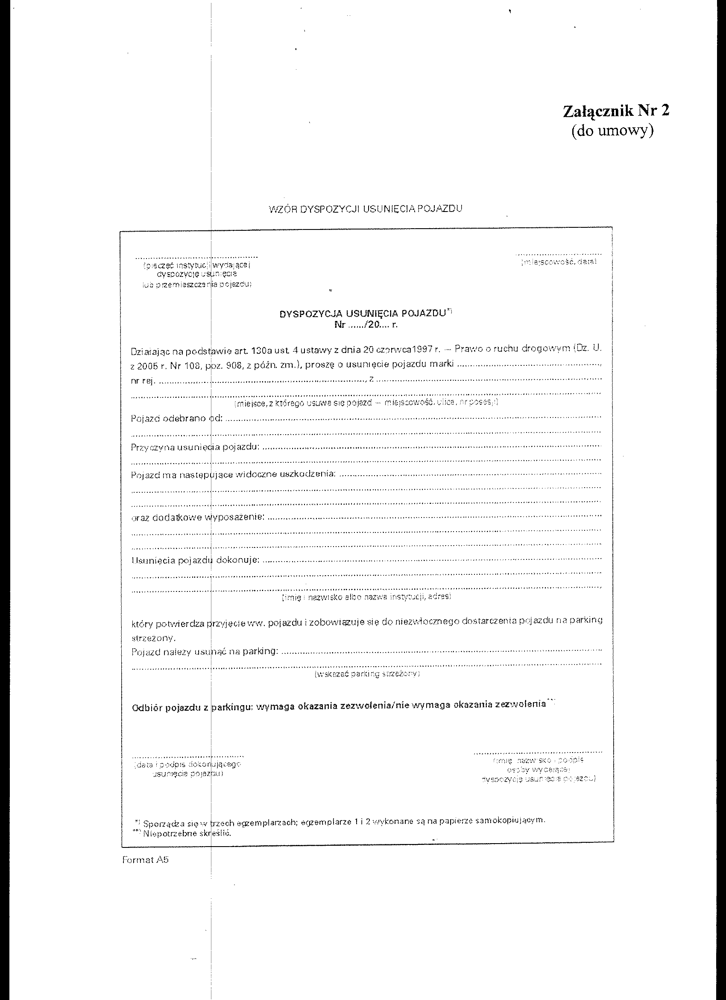 Załącznik Nr 2
(do umowy)
WZÓR DYSPOZYCJI USUNIĘCIA POJAZDU
(pieczęć instytucji wydającej
dyspozycję usunięcia
lub przemieszczenia pojazdu)
(miejscowość, data)
DYSPOZYCJA USUNIĘCIA POJAZDU*)
Nr ....../20.... r.
Działając na podstawie art. 130a ust. 4 ustawy z dnia 20 czerwca1997 r. — Prawo o ruchu drogowym (Dz. U.
z 2005 r. Nr 108, poz. 908, z późn. zm.), proszę o usunięcie pojazdu marki ......................................................,
nr rej. ..............................................................................., z ......................................................................................
(miejsce, z którego usuwa się pojazd — miejscowość, ulica, nr posesji)
Pojazd odebrano od: ..............................................................................................................................
Przyczyna usunięcia pojazdu: ..............................................................................................................................
Pojazd ma następujące widoczne uszkodzenia: ....................................................................................................
oraz dodatkowe wyposażenie: ..............................................................................................................................
Usunięcia pojazdu dokonuje: ..............................................................................................................................
(imię i nazwisko albo nazwa instytucji, adres)
który potwierdza przyjęcie ww. pojazdu i zobowiązuje się do niezwłocznego dostarczenia pojazdu na parking
strzeżony.
Pojazd należy usunąć na parking: ..............................................................................................................................
(wskazać parking strzeżony)
Odbiór pojazdu z parkingu: wymaga okazania zezwolenia/nie wymaga okazania zezwolenia**)
(data i podpis dokonującego
usunięcia pojazdu)
(imię, nazwisko i podpis
osoby wydającej
dyspozycję usunięcia pojazdu)
*) Sporządza się w trzech egzemplarzach; egzemplarze 1 i 2 wykonane są na papierze samokopiującym.
**) Niepotrzebne skreślić.
Format A5